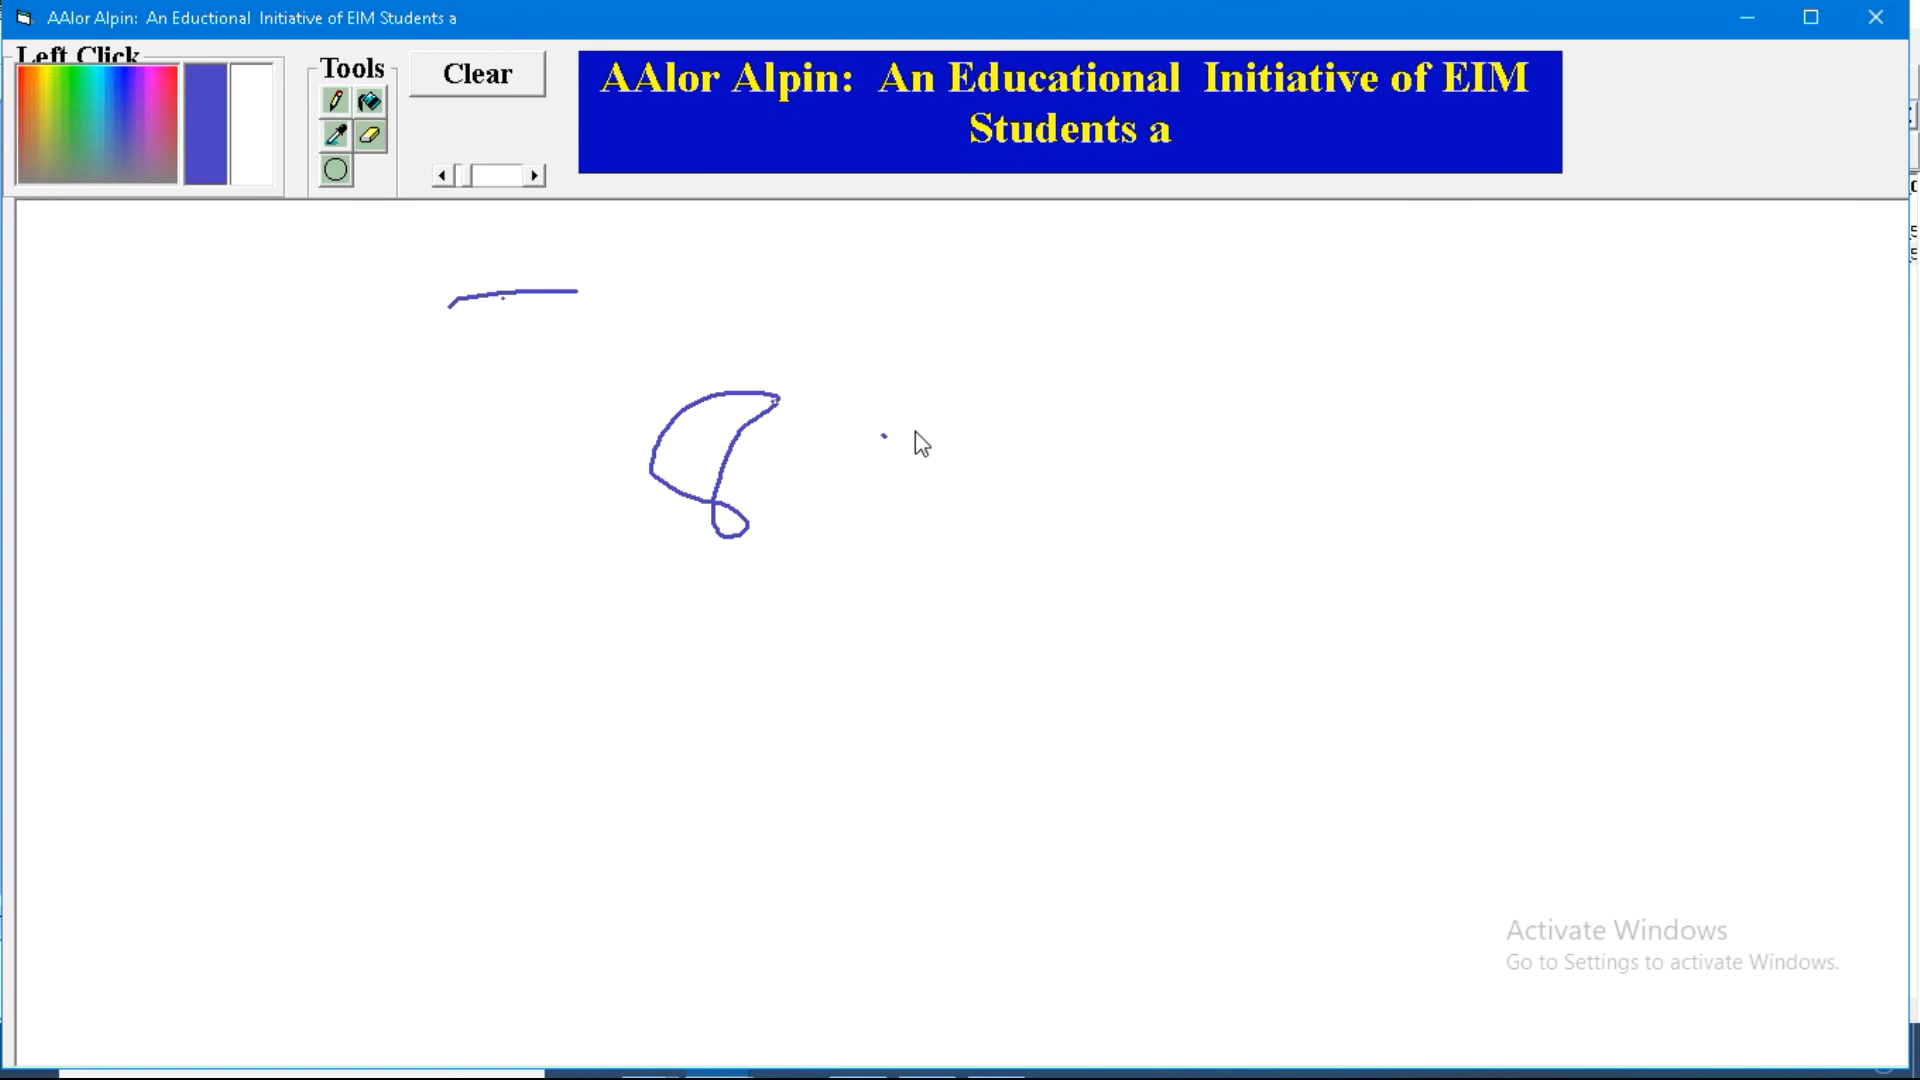 AAlor Alpin:  An Eductional  Initiative of EIM Students a
Left Click
Tools
Clear
AAlor Alpin:  An Educational  Initiative of EIM
Students a
Activate Windows
Go to Settings to activate Windows.